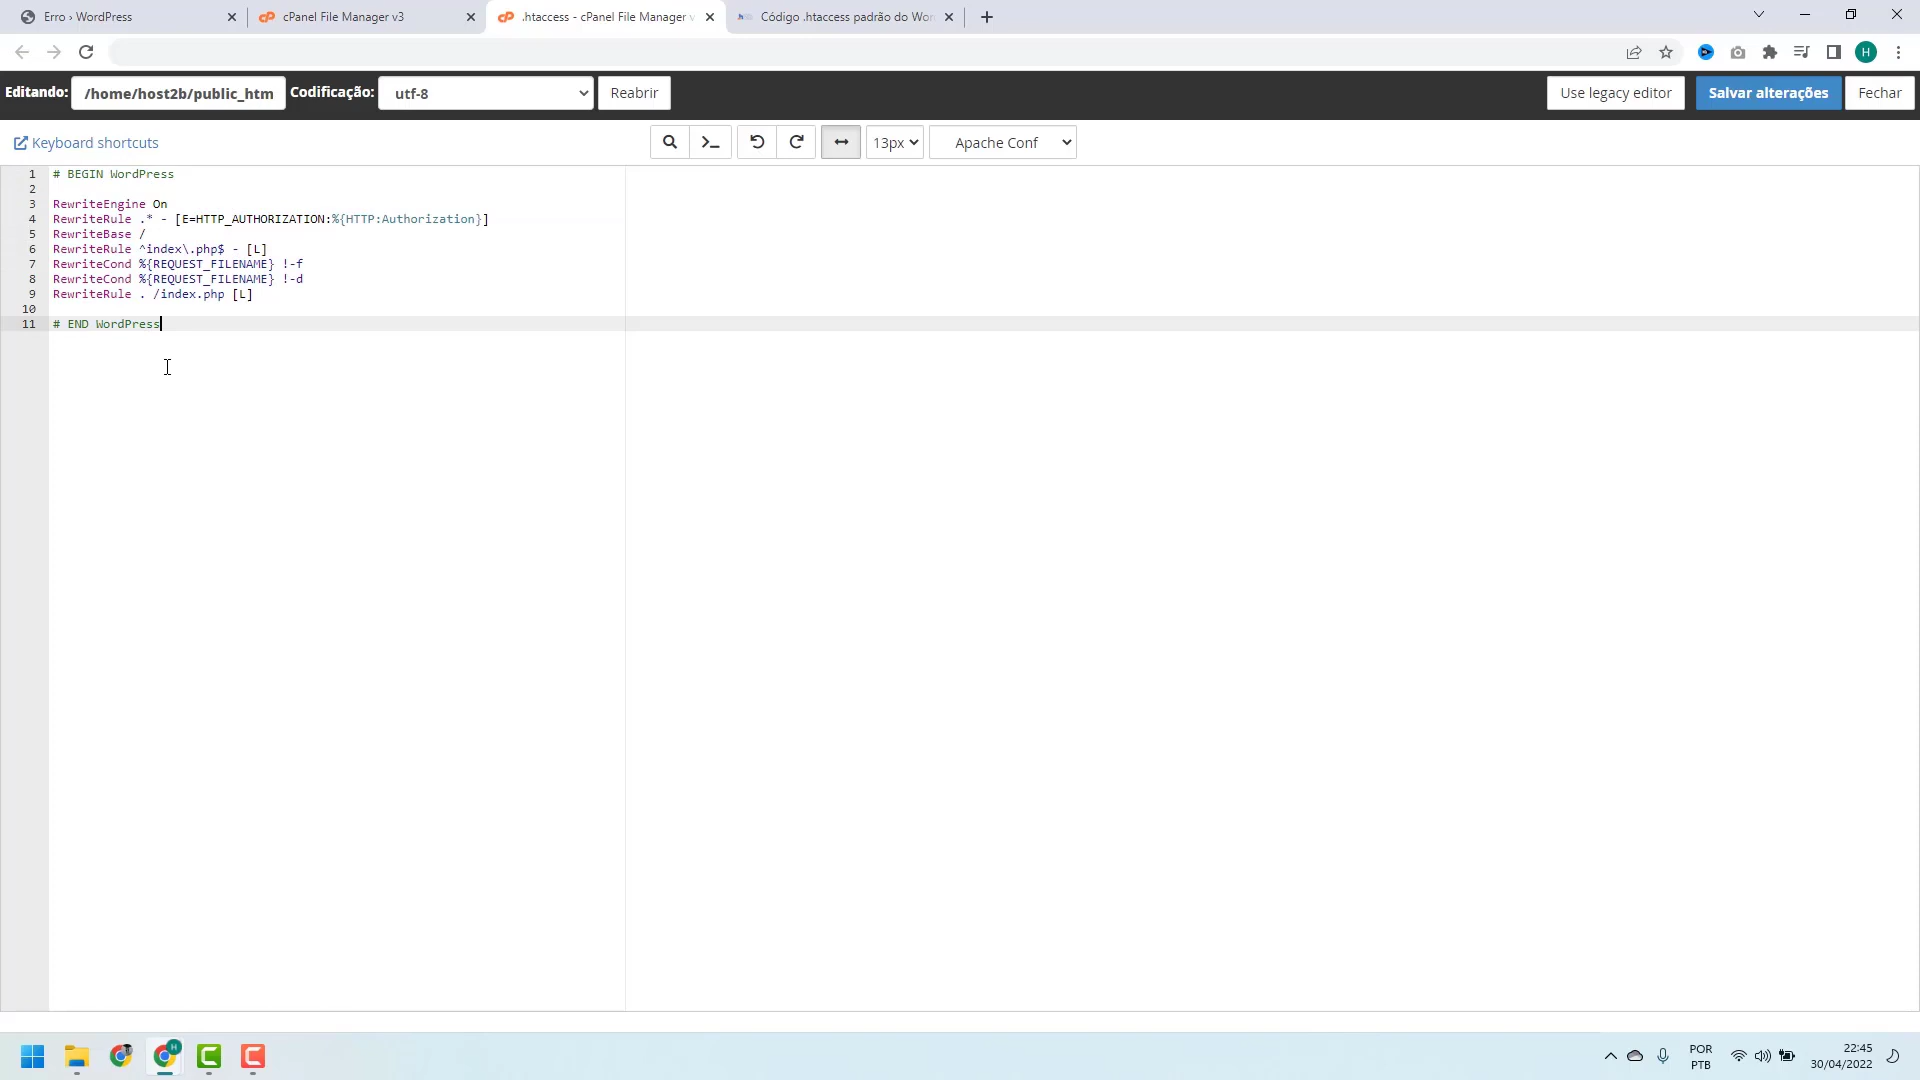 Erro › WordPress
cPanel File Manager v3
.htaccess - cPanel File Manager v
Código .htaccess padrão do Wor
H
Editando:
/home/host2b/public_htm
Codificação:
utf-8
Reabrir
Use legacy editor
Salvar alterações
Fechar
Keyboard shortcuts
13px
Apache Conf
1 # BEGIN WordPress
2
3 RewriteEngine On
4 RewriteRule .* - [E=HTTP_AUTHORIZATION:%{HTTP:Authorization}]
5 RewriteBase /
6 RewriteRule ^index\.php$ - [L]
7 RewriteCond %{REQUEST_FILENAME} !-f
8 RewriteCond %{REQUEST_FILENAME} !-d
9 RewriteRule . /index.php [L]
10
11 # END WordPress
POR
PTB
22:45
30/04/2022